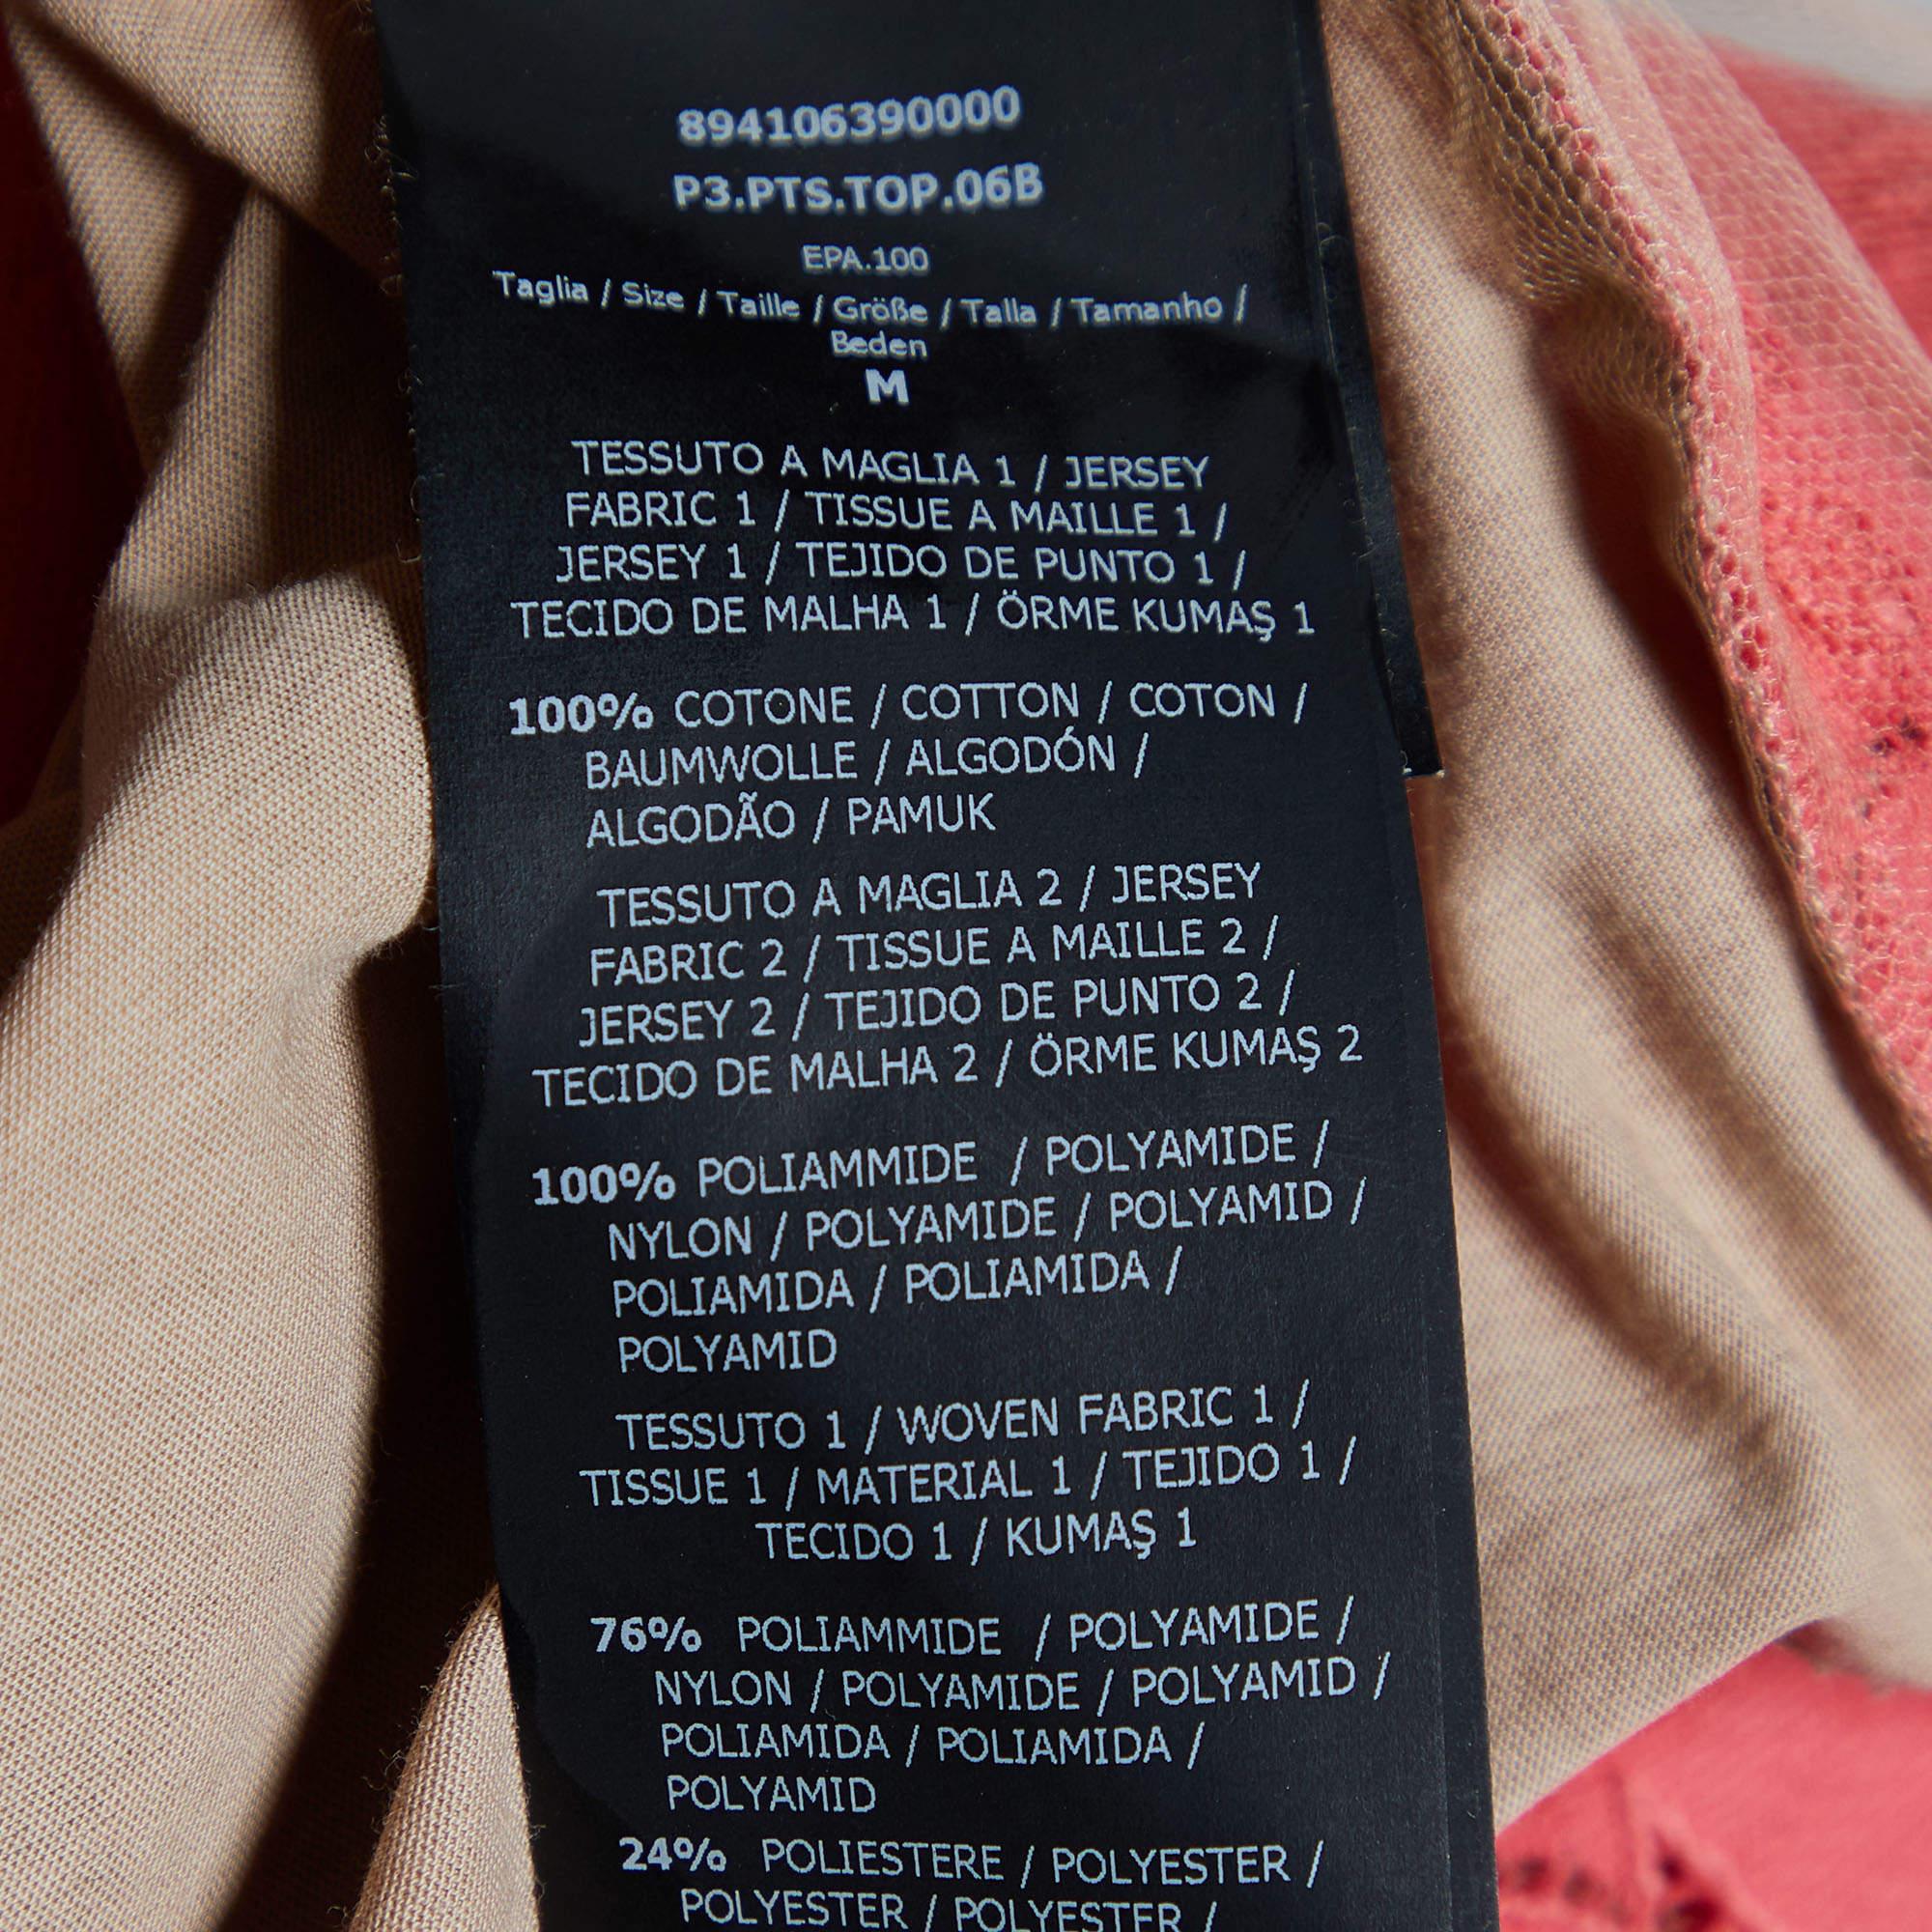 894106390000
P3.PTS.TOP.06B
EPA.100
Taglia / Size / Taille / Größe / Talla / Tamanho /
Beden
M
TESSUTO A MAGLIA 1 / JERSEY
FABRIC 1 / TISSUE A MAILLE 1 /
JERSEY 1 / TEJIDO DE PUNTO 1 /
TECIDO DE MALHA 1 / ÖRME KUMAŞ 1
100% COTONE / COTTON / COTON /
BAUMWOLLE / ALGODÓN /
ALGODÃO / PAMUK
TESSUTO A MAGLIA 2 / JERSEY
FABRIC 2 / TISSUE A MAILLE 2 /
JERSEY 2 / TEJIDO DE PUNTO 2 /
TECIDO DE MALHA 2 / ÖRME KUMAŞ 2
100% POLIAMMIDE / POLYAMIDE /
NYLON / POLYAMIDE / POLYAMID /
POLIAMIDA / POLIAMIDA /
POLYAMID
TESSUTO 1 / WOVEN FABRIC 1 /
TISSUE 1 / MATERIAL 1 / TEJIDO 1 /
TECIDO 1 / KUMAŞ 1
76% POLIAMMIDE / POLYAMIDE /
NYLON / POLYAMIDE / POLYAMID /
POLIAMIDA / POLIAMIDA /
POLYAMID
24% POLIESTERE / POLYESTER /
POLYESTER / POLYESTER /